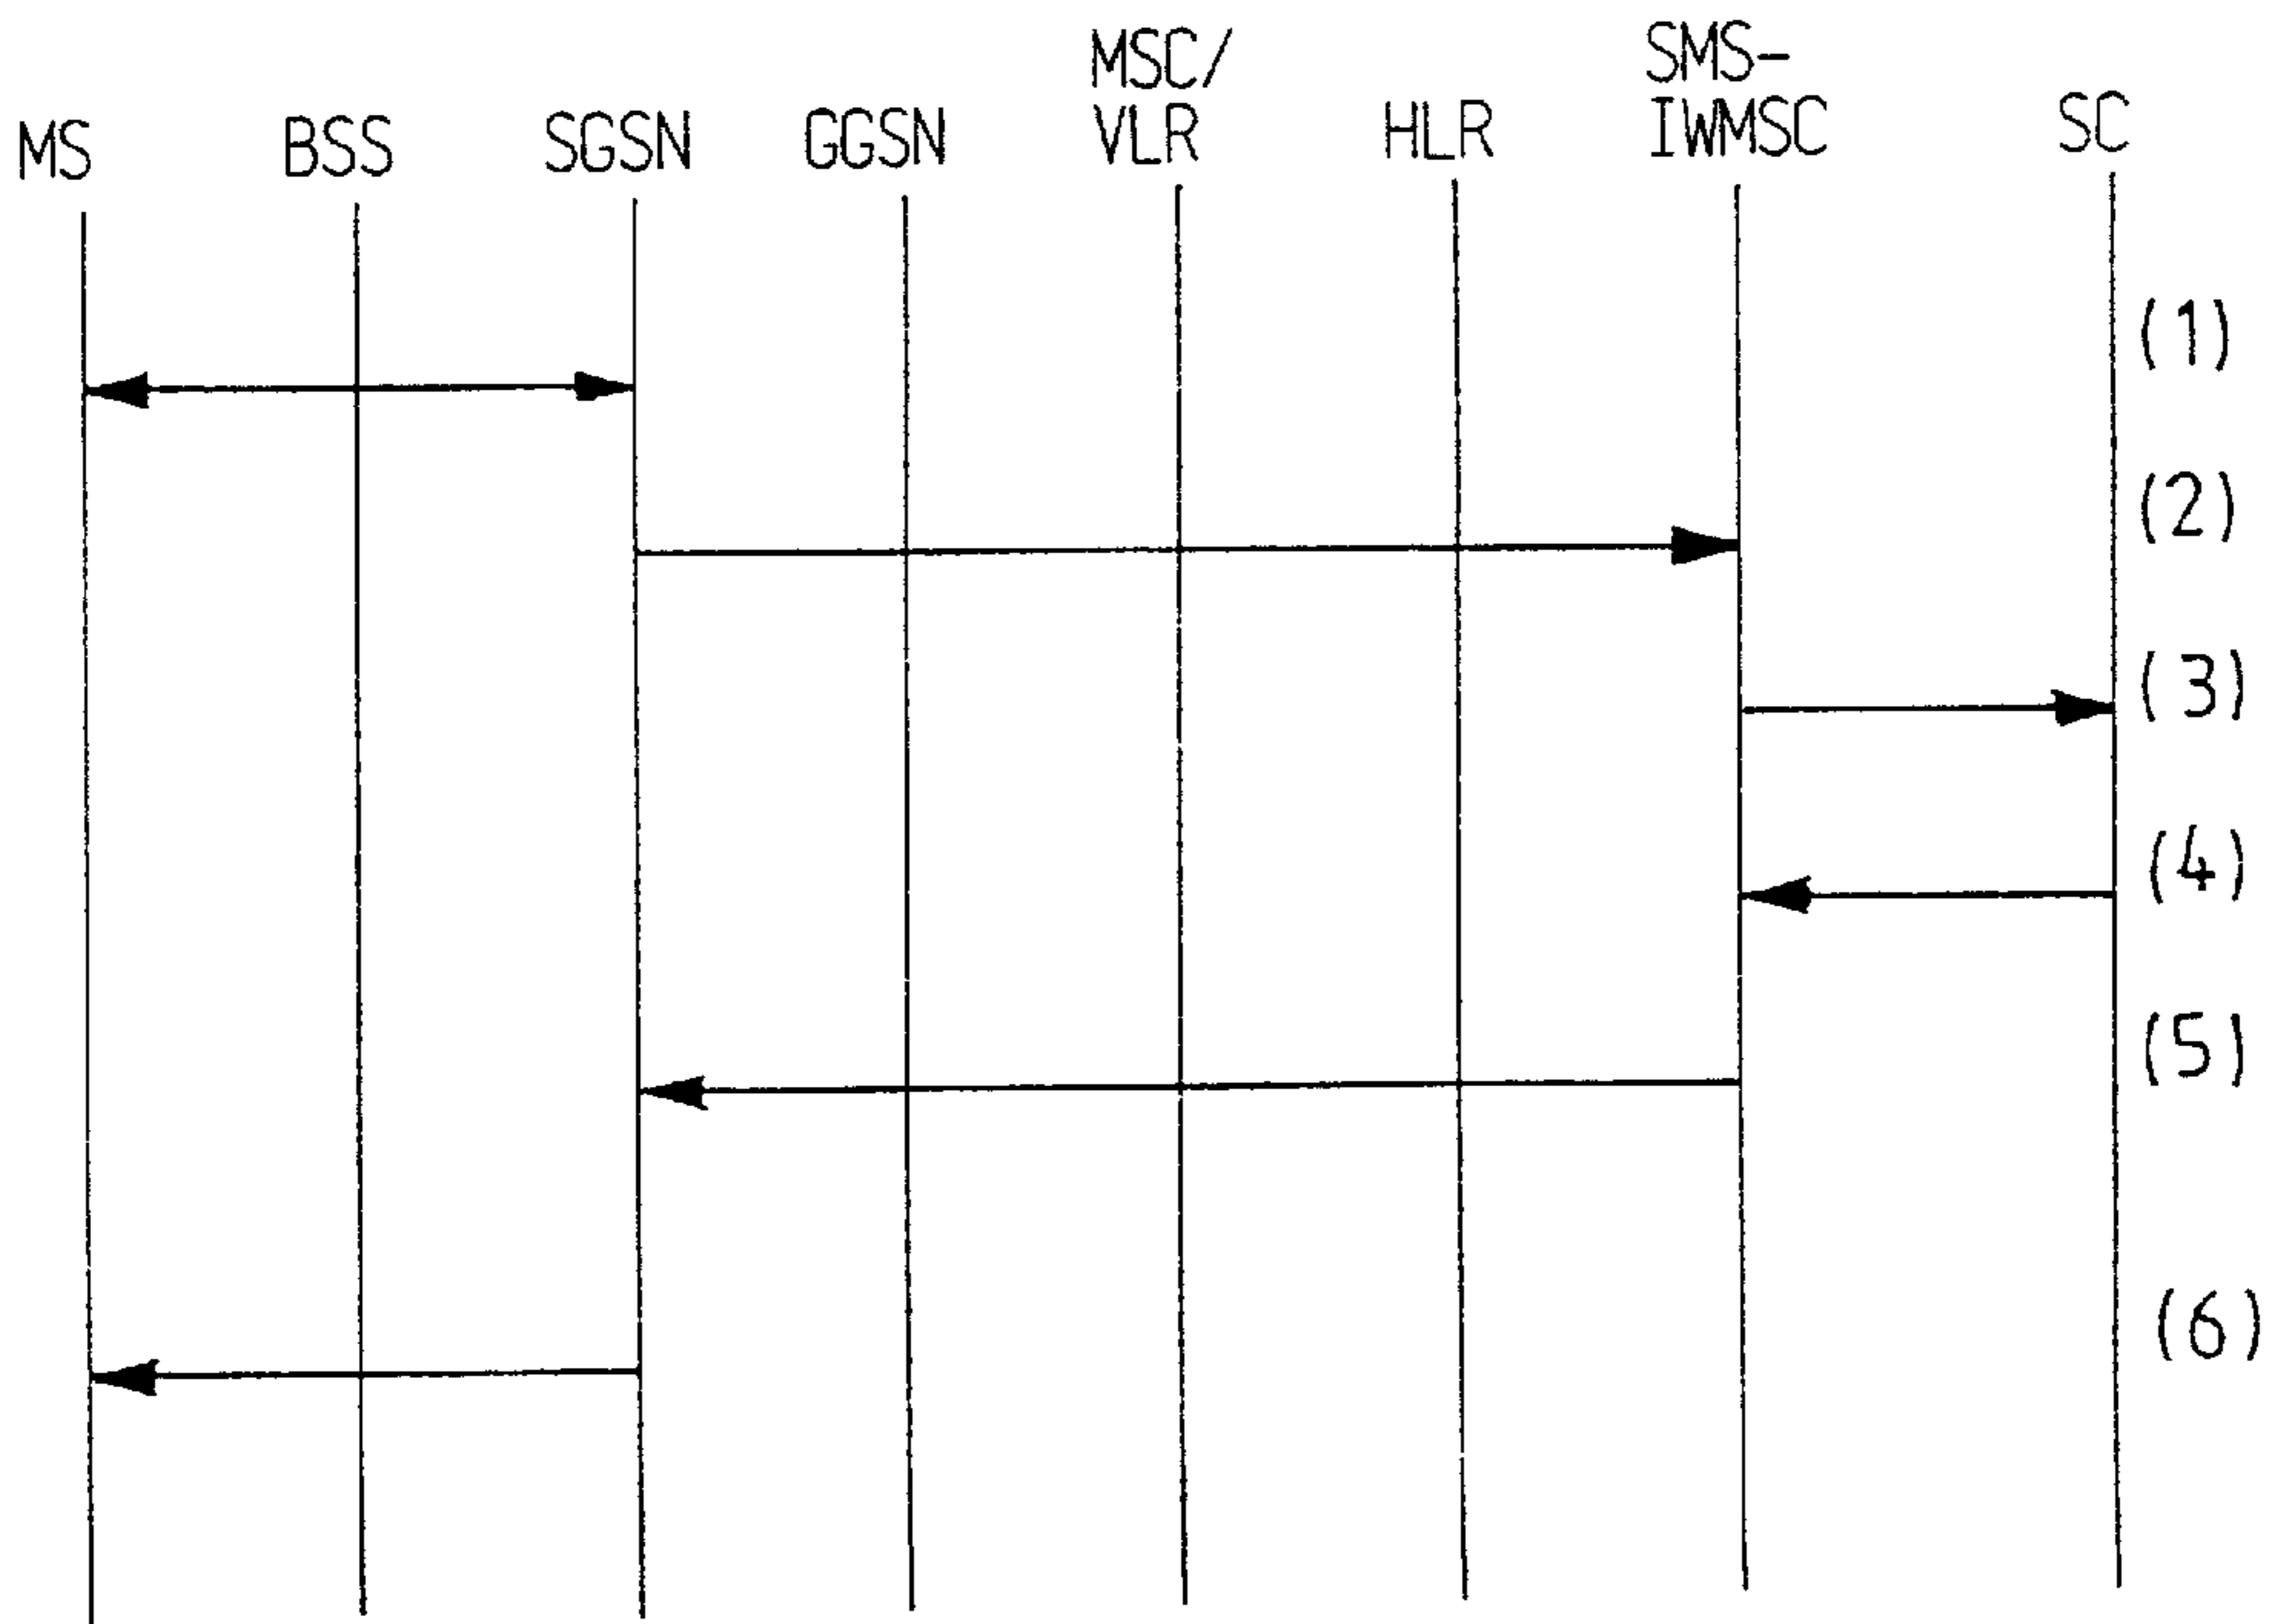 MS BSS SGSN GGSN MSC/
VLR HLR SMS-
IWMSC SC
(1)
(2)
(3)
(4)
(5)
(6)